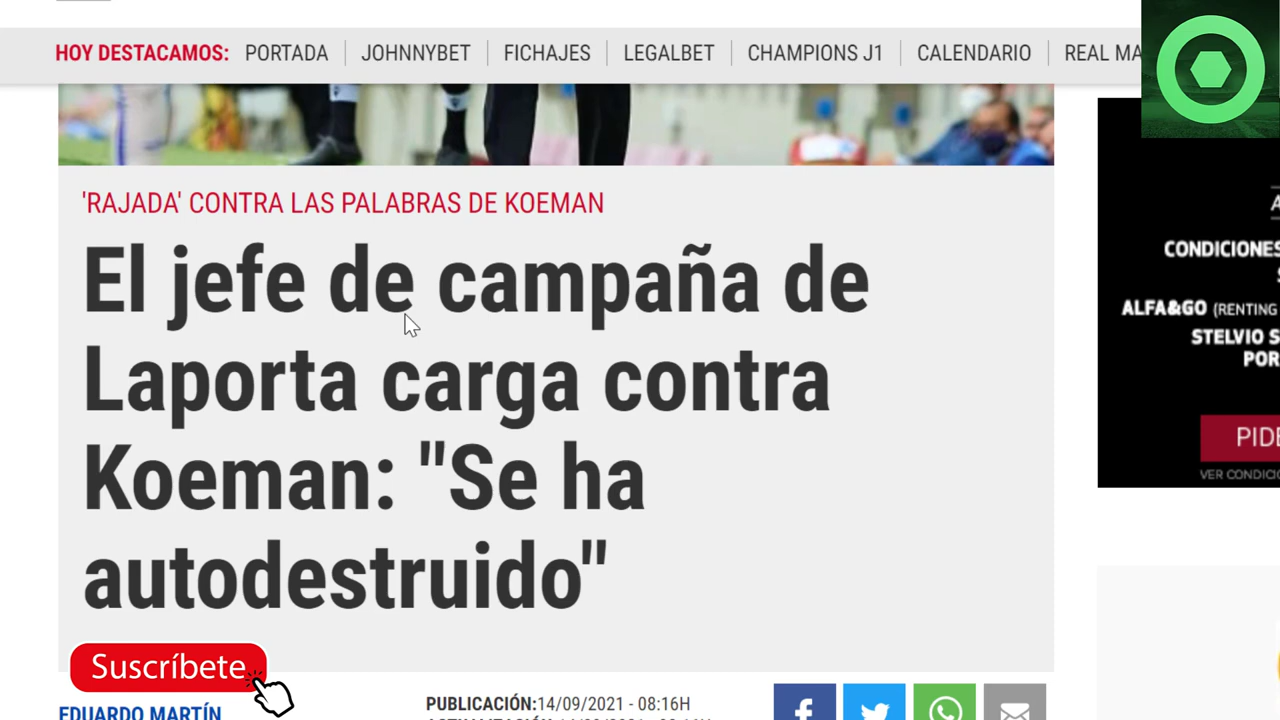 HOY DESTACAMOS: PORTADA JOHNNYBET FICHAJES LEGALBET CHAMPIONS J1 CALENDARIO REAL MA
'RAJADA' CONTRA LAS PALABRAS DE KOEMAN
El jefe de campaña de
Laporta carga contra
Koeman: "Se ha
autodestruido"
Suscríbete
EDUARDO MARTÍN
PUBLICACIÓN:14/09/2021 - 08:16H
CONDICIONES
ALFA&GO (RENTING
STELVIO S
POR
PIDE
VER CONDICIO